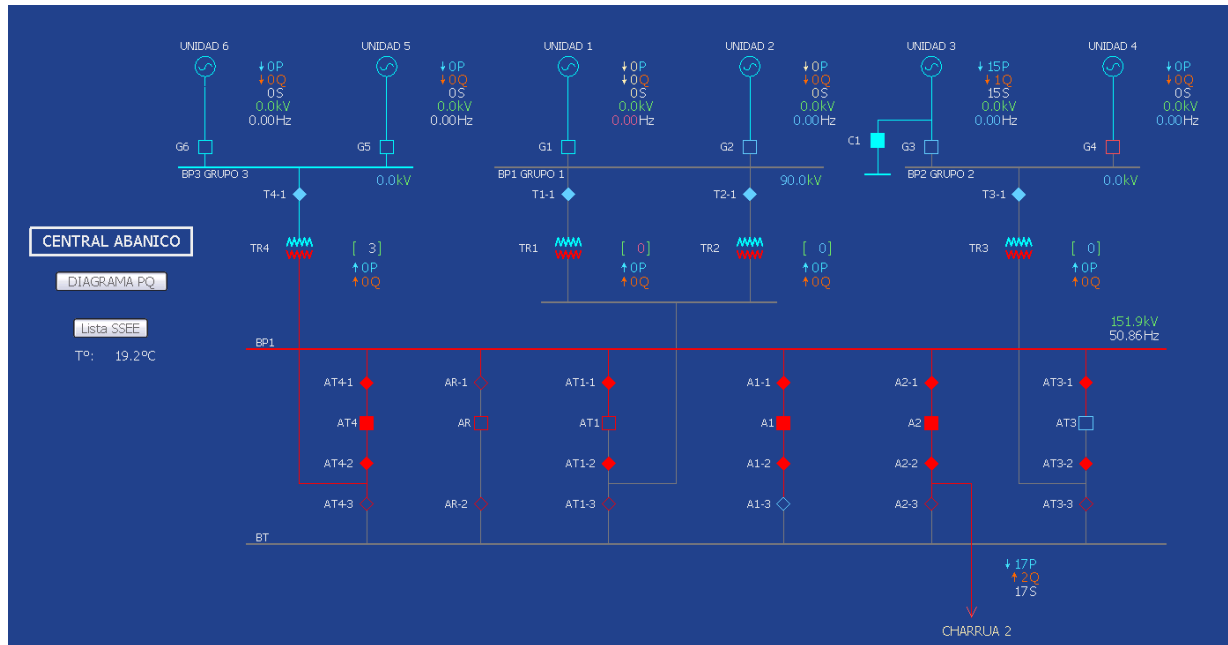 UNIDAD 6
UNIDAD 5
UNIDAD 1
UNIDAD 2
UNIDAD 3
UNIDAD 4
↓0P
↓0Q
0S
0.0kV
0.00Hz
↓0P
↓0Q
0S
0.0kV
0.00Hz
↓0P
↓0Q
0S
0.0kV
0.00Hz
↓0P
↓0Q
0S
0.0kV
0.00Hz
↓15P
↓1Q
15S
0.0kV
0.00Hz
↓0P
↓0Q
0S
0.0kV
0.00Hz
G6
G5
G1
G2
C1
G3
G4
BP3 GRUPO 3
0.0kV
BP1 GRUPO 1
90.0kV
BP2 GRUPO 2
0.0kV
T4-1
T1-1
T2-1
T3-1
CENTRAL ABANICO
TR4
[ 3]
↑0P
↑0Q
TR1
[ 0]
↑0P
↑0Q
TR2
[ 0]
↑0P
↑0Q
TR3
[ 0]
↑0P
↑0Q
DIAGRAMA PQ
Lista SSEE
Tº: 19.2ºC
151.9kV
50.86Hz
BP1
AT4-1
AR-1
AT1-1
A1-1
A2-1
AT3-1
AT4
AR
AT1
A1
A2
AT3
AT4-2
AT1-2
A1-2
A2-2
AT3-2
AT4-3
AR-2
AT1-3
A1-3
A2-3
AT3-3
BT
↓17P
↑2Q
17S
CHARRUA 2